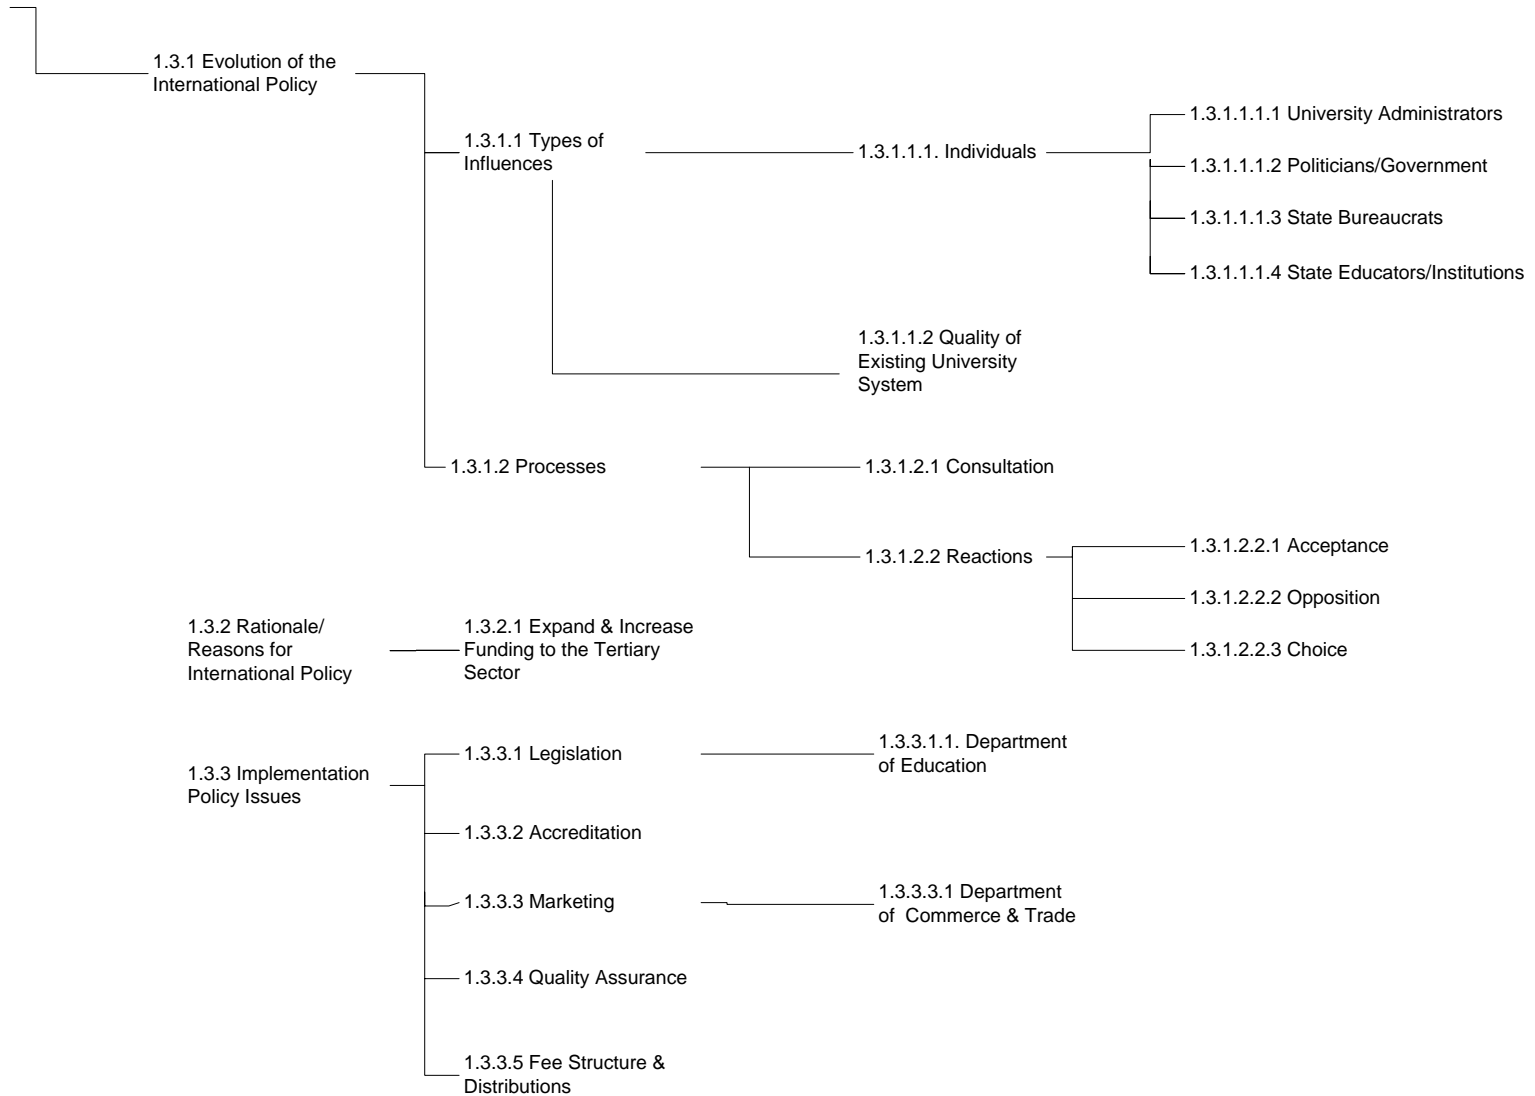 1.3.1 Evolution of the
International Policy
1.3.1.1 Types of
Influences
1.3.1.1.1. Individuals
1.3.1.1.1.1 University Administrators
1.3.1.1.1.2 Politicians/Government
1.3.1.1.1.3 State Bureaucrats
1.3.1.1.1.4 State Educators/Institutions
1.3.1.1.2 Quality of
Existing University
System
1.3.1.2 Processes
1.3.1.2.1 Consultation
1.3.1.2.2 Reactions
1.3.1.2.2.1 Acceptance
1.3.1.2.2.2 Opposition
1.3.1.2.2.3 Choice
1.3.2 Rationale/
Reasons for
International Policy
1.3.2.1 Expand & Increase
Funding to the Tertiary
Sector
1.3.3 Implementation
Policy Issues
1.3.3.1 Legislation
1.3.3.1.1. Department
of Education
1.3.3.2 Accreditation
1.3.3.3 Marketing
1.3.3.3.1 Department
of  Commerce & Trade
1.3.3.4 Quality Assurance
1.3.3.5 Fee Structure &
Distributions